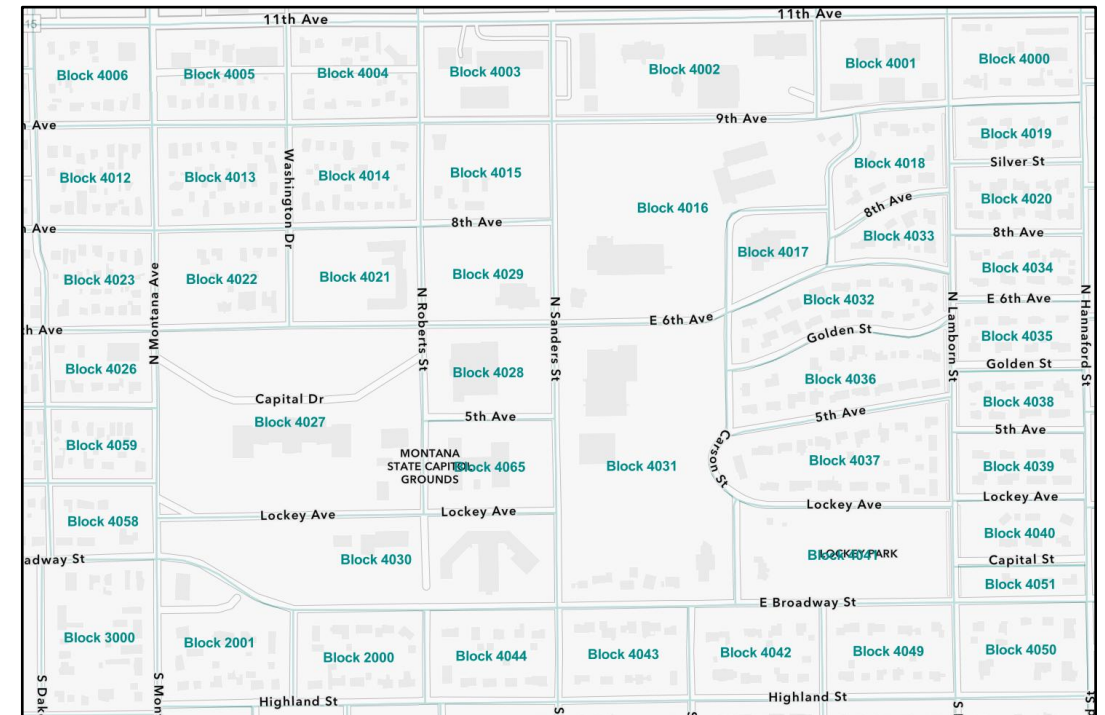 11th Ave
11th Ave
15
Block 4006
Block 4005
Block 4004
Block 4003
Block 4002
Block 4001
Block 4000
Ave
9th Ave
Block 4012
Block 4013
Washington Dr
Block 4014
Block 4015
Block 4016
Block 4018
Block 4019
Silver St
Block 4020
8th Ave
8th Ave
8th Ave
Ave
Block 4033
Block 4017
Block 4023
N Montana Ave
Block 4022
Block 4021
N Roberts St
Block 4029
N Sanders St
Block 4034
E 6th Ave
E 6th Ave
Block 4032
N Lamborn St
N Hannaford St
th Ave
Golden St
Block 4035
Golden St
Block 4026
Block 4028
Block 4036
Capital Dr
Block 4027
5th Ave
5th Ave
Block 4038
5th Ave
Block 4059
MONTANA
STATE CAPITOL
GROUNDS
Block 4065
Block 4031
Carson St
Block 4037
Block 4039
Lockey Ave
Lockey Ave
Lockey Ave
Lockey Ave
Block 4058
Block 4030
Block 4041
LOCKEY PARK
Block 4040
adway St
Capital St
Block 4051
E Broadway St
Block 3000
Block 2001
Block 2000
Block 4044
Block 4043
Block 4042
Block 4049
Block 4050
S Dak
S Mon
Highland St
Highland St
S
S
S